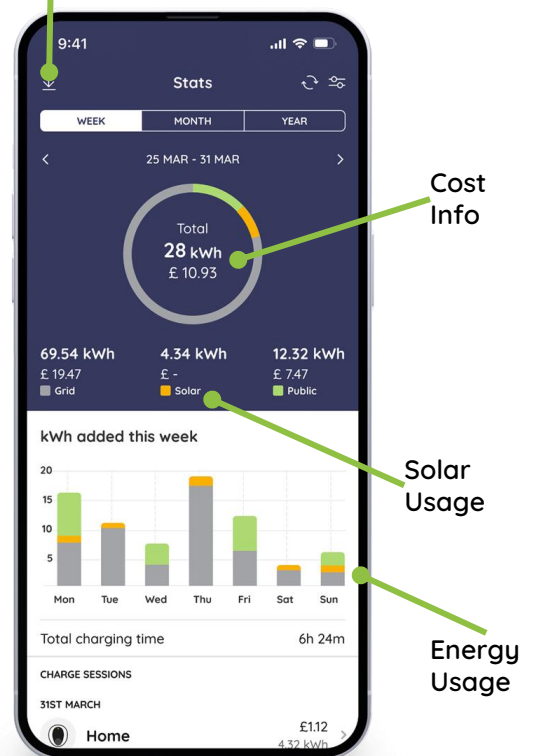 9:41
Stats
WEEK MONTH YEAR
25 MAR - 31 MAR
Total
28 kWh
£ 10.93
Cost
Info
69.54 kWh 4.34 kWh 12.32 kWh
£ 19.47 £ - £ 7.47
Grid Solar Public
kWh added this week
Solar
Usage
20
15
10
5
Mon Tue Wed Thu Fri Sat Sun
Total charging time 6h 24m
Energy
Usage
CHARGE SESSIONS
31ST MARCH
Home £1.12
4.32 kWh